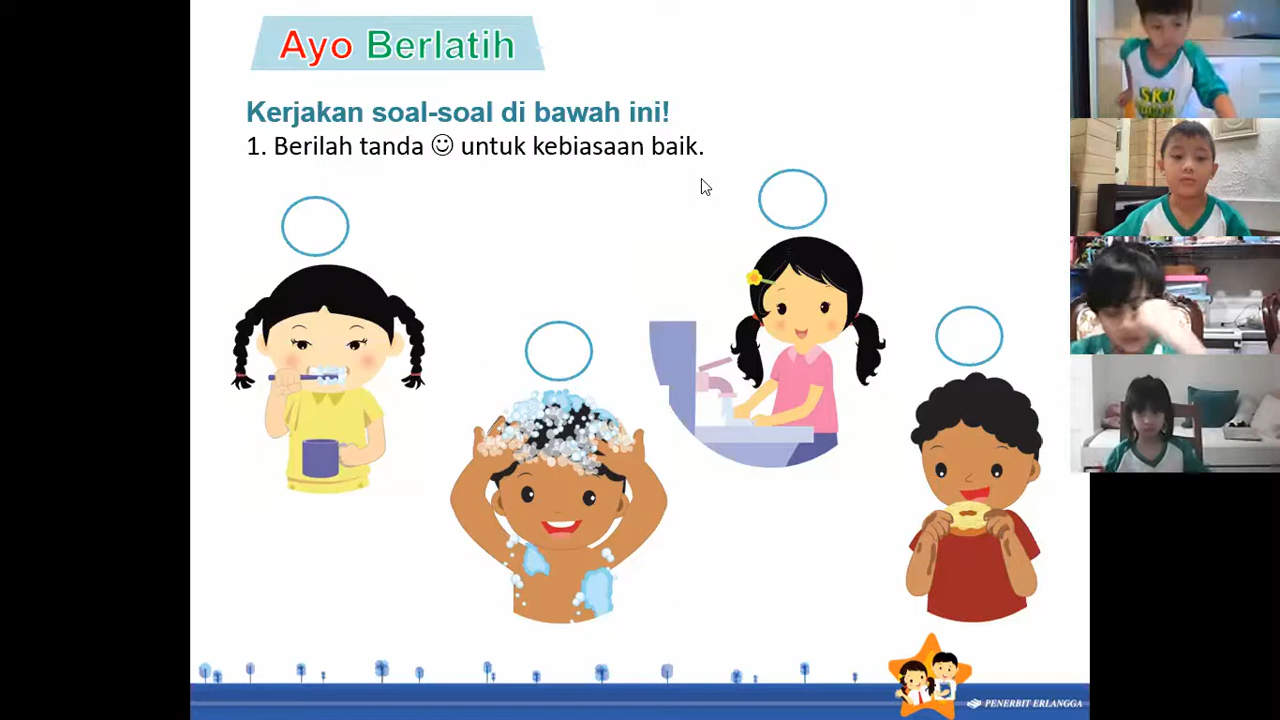 Ayo Berlatih
Kerjakan soal-soal di bawah ini!
1. Berilah tanda ☺ untuk kebiasaan baik.
PENERBIT ERLANGGA